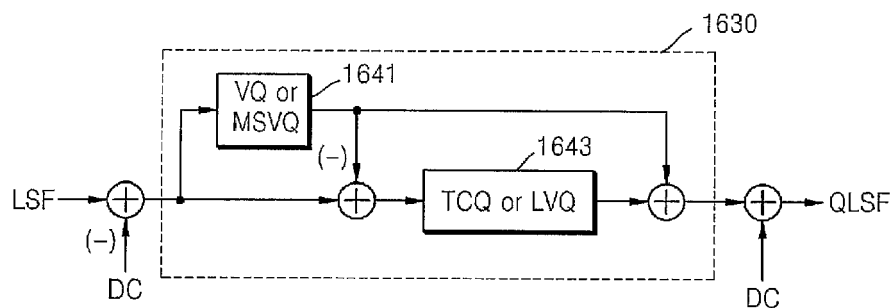 1630
1641
VQ or
MSVQ
(−)
1643
LSF
TCQ or LVQ
QLSF
(−)
DC
DC